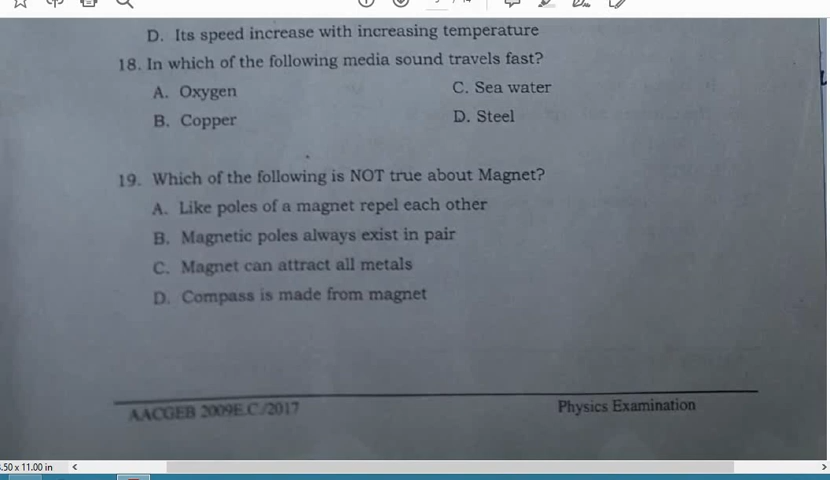 D. Its speed increase with increasing temperature
18. In which of the following media sound travels fast?
A. Oxygen
C. Sea water
B. Copper
D. Steel
19. Which of the following is NOT true about Magnet?
A. Like poles of a magnet repel each other
B. Magnetic poles always exist in pair
C. Magnet can attract all metals
D. Compass is made from magnet
AACGEB 2009E.C/2017
Physics Examination
.50 x 11.00 in